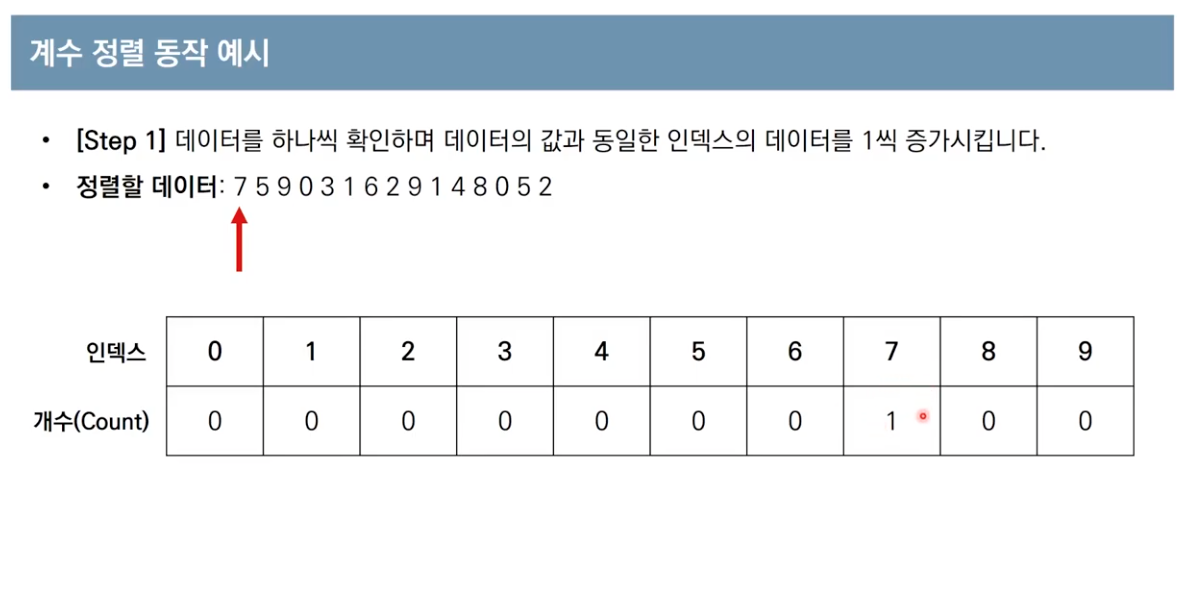 계수 정렬 동작 예시
• [Step 1] 데이터를 하나씩 확인하며 데이터의 값과 동일한 인덱스의 데이터를 1씩 증가시킵니다.
• 정렬할 데이터: 7 5 9 0 3 1 6 2 9 1 4 8 0 5 2
인덱스 0 1 2 3 4 5 6 7 8 9
개수(Count) 0 0 0 0 0 0 0 1 0 0